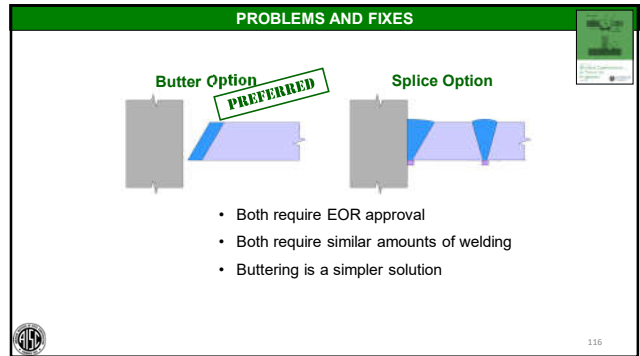 PROBLEMS AND FIXES
Butter Option
PREFERRED
Splice Option
• Both require EOR approval
• Both require similar amounts of welding
• Buttering is a simpler solution
AISC
116